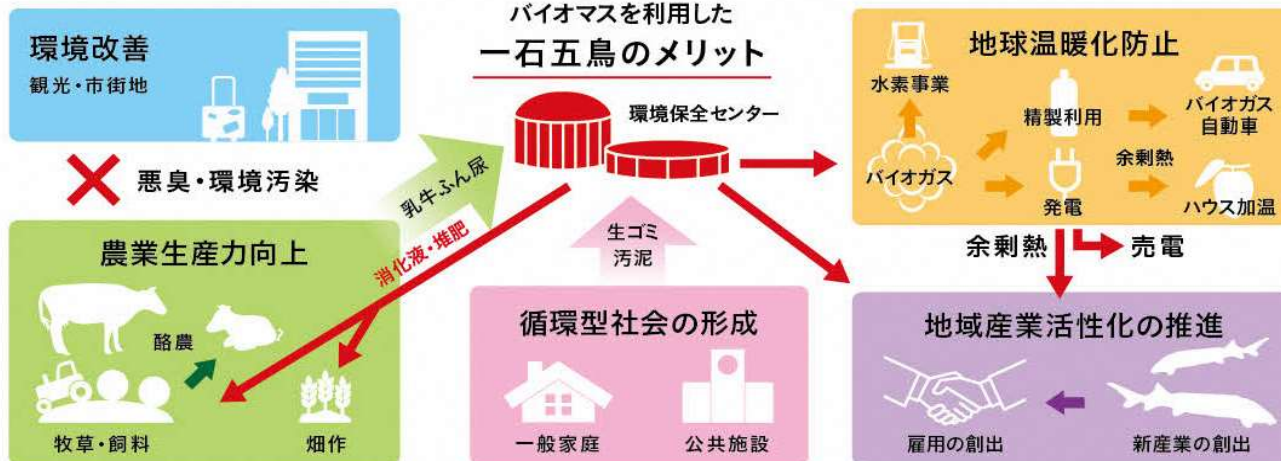 バイオマスを利用した
一石五鳥のメリット
環境保全センター
環境改善
観光・市街地
悪臭・環境汚染
乳牛ふん尿
消化液・堆肥
農業生産力向上
酪農
牧草・飼料
畑作
生ゴミ
汚泥
循環型社会の形成
一般家庭
公共施設
地球温暖化防止
水素事業
精製利用
バイオガス
自動車
バイオガス
発電
余剰熱
ハウス加温
余剰熱
売電
地域産業活性化の推進
雇用の創出
新産業の創出